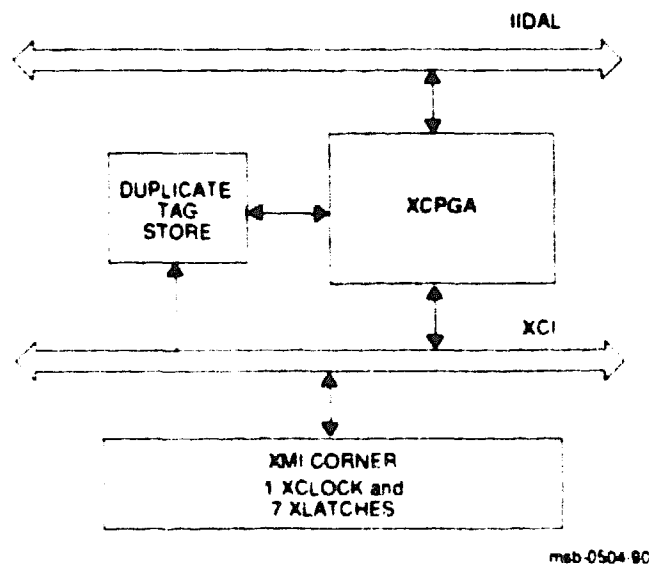 IIDAL
DUPLICATE
TAG
STORE
XCPGA
XCI
XMI CORNER
1 XCLOCK and
7 XLATCHES
msb-0504-90